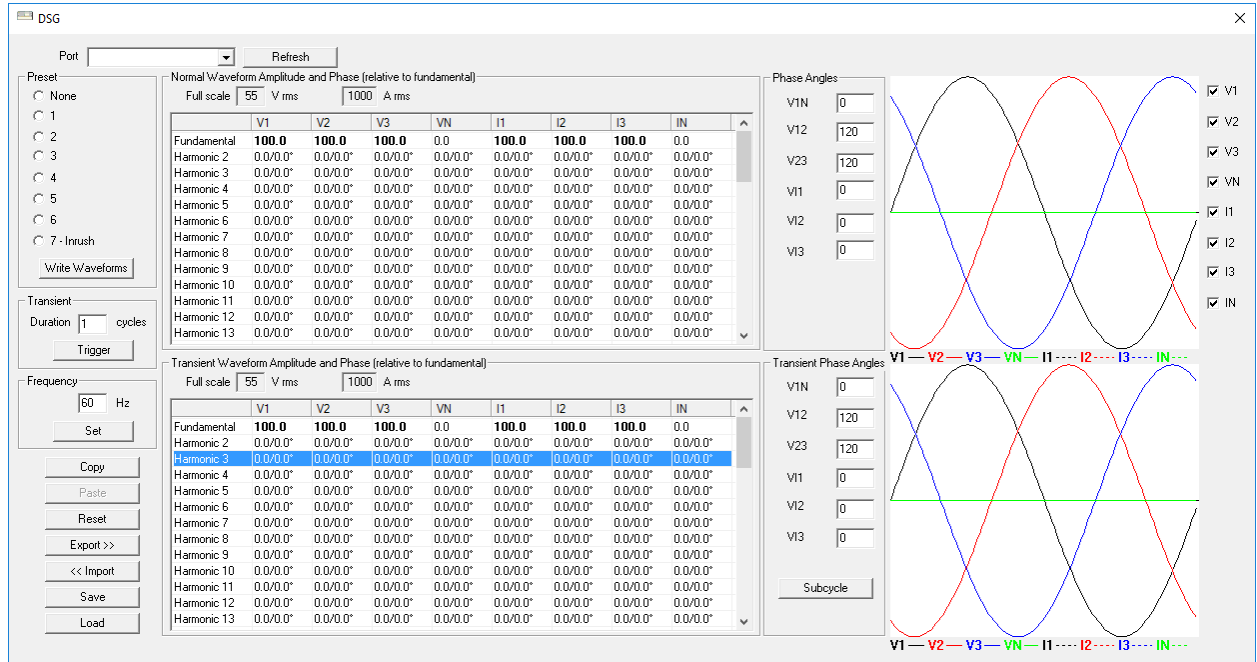 DSG
Port Refresh
Preset
None
1
2
3
4
5
6
7 - Inrush
Write Waveforms
Transient
Duration 1 cycles
Trigger
Frequency
60 Hz
Set
Copy
Paste
Reset
Export >>
<< Import
Save
Load
Normal Waveform Amplitude and Phase (relative to fundamental)
Full scale 55 V rms 1000 A rms
V1 V2 V3 VN I1 I2 I3 IN
Fundamental 100.0 100.0 100.0 0.0 100.0 100.0 100.0 0.0
Harmonic 2 0.0/0.0° 0.0/0.0° 0.0/0.0° 0.0/0.0° 0.0/0.0° 0.0/0.0° 0.0/0.0° 0.0/0.0°
Harmonic 3 0.0/0.0° 0.0/0.0° 0.0/0.0° 0.0/0.0° 0.0/0.0° 0.0/0.0° 0.0/0.0° 0.0/0.0°
Harmonic 4 0.0/0.0° 0.0/0.0° 0.0/0.0° 0.0/0.0° 0.0/0.0° 0.0/0.0° 0.0/0.0° 0.0/0.0°
Harmonic 5 0.0/0.0° 0.0/0.0° 0.0/0.0° 0.0/0.0° 0.0/0.0° 0.0/0.0° 0.0/0.0° 0.0/0.0°
Harmonic 6 0.0/0.0° 0.0/0.0° 0.0/0.0° 0.0/0.0° 0.0/0.0° 0.0/0.0° 0.0/0.0° 0.0/0.0°
Harmonic 7 0.0/0.0° 0.0/0.0° 0.0/0.0° 0.0/0.0° 0.0/0.0° 0.0/0.0° 0.0/0.0° 0.0/0.0°
Harmonic 8 0.0/0.0° 0.0/0.0° 0.0/0.0° 0.0/0.0° 0.0/0.0° 0.0/0.0° 0.0/0.0° 0.0/0.0°
Harmonic 9 0.0/0.0° 0.0/0.0° 0.0/0.0° 0.0/0.0° 0.0/0.0° 0.0/0.0° 0.0/0.0° 0.0/0.0°
Harmonic 10 0.0/0.0° 0.0/0.0° 0.0/0.0° 0.0/0.0° 0.0/0.0° 0.0/0.0° 0.0/0.0° 0.0/0.0°
Harmonic 11 0.0/0.0° 0.0/0.0° 0.0/0.0° 0.0/0.0° 0.0/0.0° 0.0/0.0° 0.0/0.0° 0.0/0.0°
Harmonic 12 0.0/0.0° 0.0/0.0° 0.0/0.0° 0.0/0.0° 0.0/0.0° 0.0/0.0° 0.0/0.0° 0.0/0.0°
Harmonic 13 0.0/0.0° 0.0/0.0° 0.0/0.0° 0.0/0.0° 0.0/0.0° 0.0/0.0° 0.0/0.0° 0.0/0.0°
Phase Angles
V1N 0
V12 120
V23 120
VI1 0
VI2 0
VI3 0
V1 V2 V3 VN I1 I2 I3 IN
V1
V2
V3
VN
I1
I2
I3
IN
Transient Waveform Amplitude and Phase (relative to fundamental)
Full scale 55 V rms 1000 A rms
V1 V2 V3 VN I1 I2 I3 IN
Fundamental 100.0 100.0 100.0 0.0 100.0 100.0 100.0 0.0
Harmonic 2 0.0/0.0° 0.0/0.0° 0.0/0.0° 0.0/0.0° 0.0/0.0° 0.0/0.0° 0.0/0.0° 0.0/0.0°
Harmonic 3 0.0/0.0° 0.0/0.0° 0.0/0.0° 0.0/0.0° 0.0/0.0° 0.0/0.0° 0.0/0.0° 0.0/0.0°
Harmonic 4 0.0/0.0° 0.0/0.0° 0.0/0.0° 0.0/0.0° 0.0/0.0° 0.0/0.0° 0.0/0.0° 0.0/0.0°
Harmonic 5 0.0/0.0° 0.0/0.0° 0.0/0.0° 0.0/0.0° 0.0/0.0° 0.0/0.0° 0.0/0.0° 0.0/0.0°
Harmonic 6 0.0/0.0° 0.0/0.0° 0.0/0.0° 0.0/0.0° 0.0/0.0° 0.0/0.0° 0.0/0.0° 0.0/0.0°
Harmonic 7 0.0/0.0° 0.0/0.0° 0.0/0.0° 0.0/0.0° 0.0/0.0° 0.0/0.0° 0.0/0.0° 0.0/0.0°
Harmonic 8 0.0/0.0° 0.0/0.0° 0.0/0.0° 0.0/0.0° 0.0/0.0° 0.0/0.0° 0.0/0.0° 0.0/0.0°
Harmonic 9 0.0/0.0° 0.0/0.0° 0.0/0.0° 0.0/0.0° 0.0/0.0° 0.0/0.0° 0.0/0.0° 0.0/0.0°
Harmonic 10 0.0/0.0° 0.0/0.0° 0.0/0.0° 0.0/0.0° 0.0/0.0° 0.0/0.0° 0.0/0.0° 0.0/0.0°
Harmonic 11 0.0/0.0° 0.0/0.0° 0.0/0.0° 0.0/0.0° 0.0/0.0° 0.0/0.0° 0.0/0.0° 0.0/0.0°
Harmonic 12 0.0/0.0° 0.0/0.0° 0.0/0.0° 0.0/0.0° 0.0/0.0° 0.0/0.0° 0.0/0.0° 0.0/0.0°
Harmonic 13 0.0/0.0° 0.0/0.0° 0.0/0.0° 0.0/0.0° 0.0/0.0° 0.0/0.0° 0.0/0.0° 0.0/0.0°
Transient Phase Angles
V1N 0
V12 120
V23 120
VI1 0
VI2 0
VI3 0
Subcycle
V1 V2 V3 VN I1 I2 I3 IN